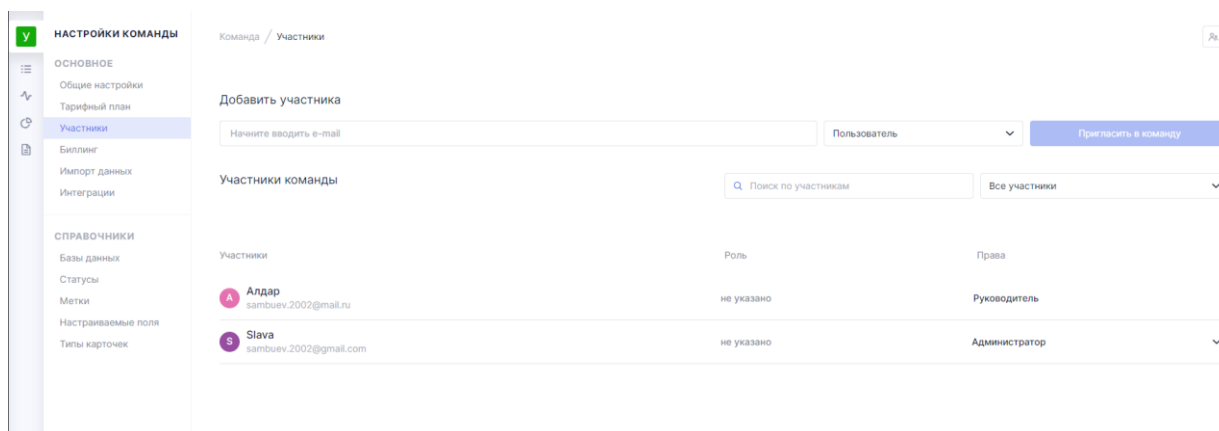 У
НАСТРОЙКИ КОМАНДЫ
ОСНОВНОЕ
Общие настройки
Тарифный план
Участники
Биллинг
Импорт данных
Интеграции
СПРАВОЧНИКИ
Базы данных
Статусы
Метки
Настраиваемые поля
Типы карточек
Команда / Участники
Добавить участника
Начните вводить e-mail
Пользователь
Пригласить в команду
Участники команды
Поиск по участникам
Все участники
Участники Роль Права
А Алдар
sambuev.2002@mail.ru
не указано
Руководитель
S Slava
sambuev.2002@gmail.com
не указано
Администратор